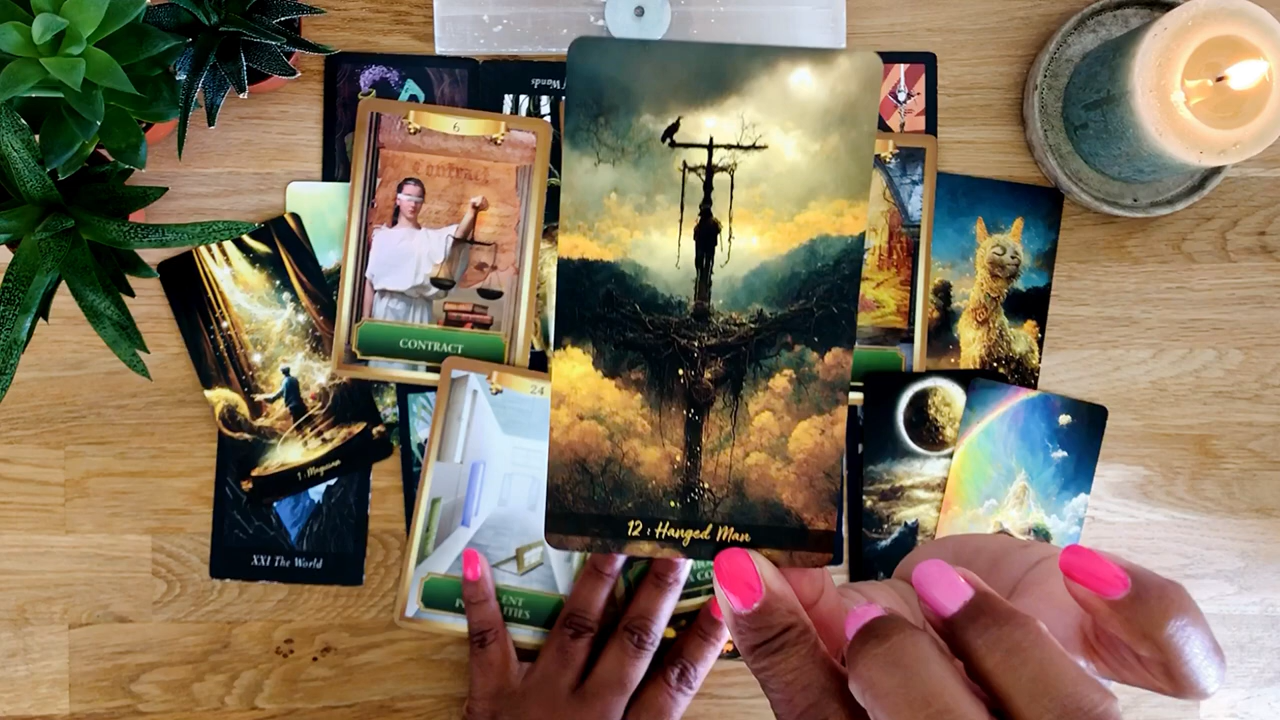 of Wands
6
Contract
CONTRACT
24
12 : Hanged Man
1 : Magician
XXI The World